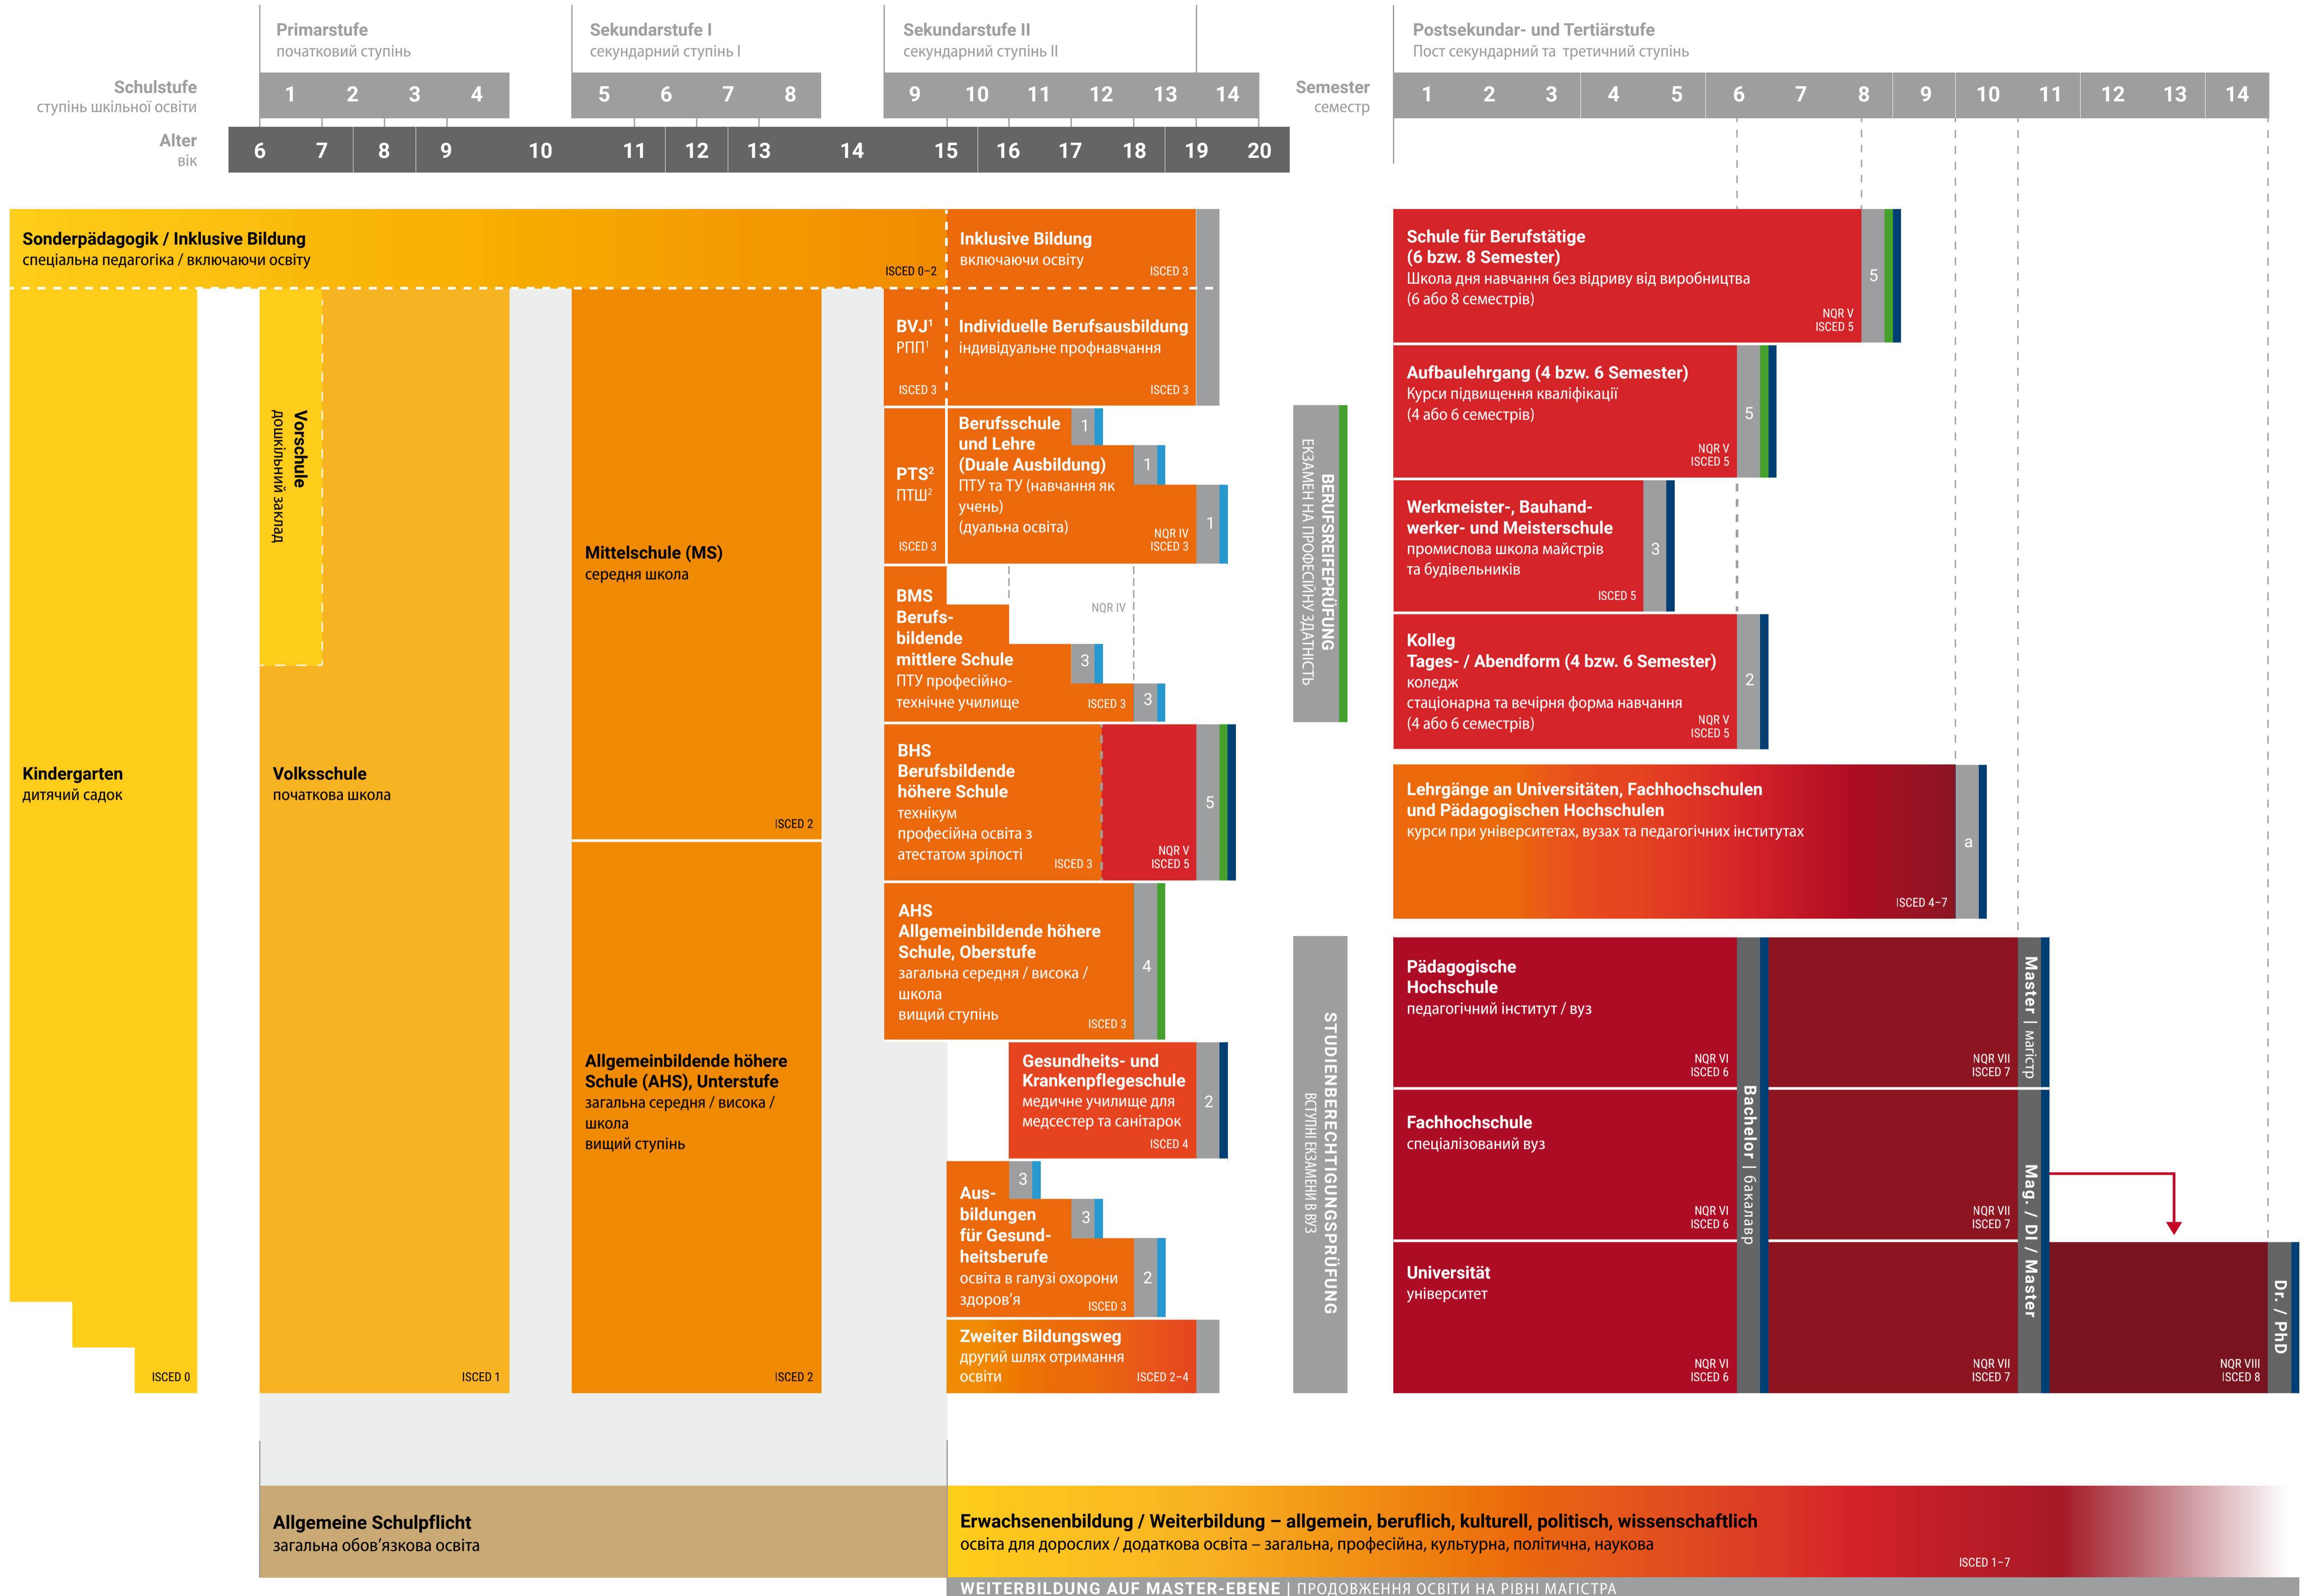 Primarstufe
початковий ступінь
Sekundarstufe I
секундарний ступінь І
Sekundarstufe II
секундарний ступінь ІІ
Postsekundar- und Tertiärstufe
Пост секундарний та третичний ступінь
Schulstufe
ступінь шкільної освіти
1 2 3 4 5 6 7 8 9 10 11 12 13 14
Semester
семестр
1 2 3 4 5 6 7 8 9 10 11 12 13 14
Alter
вік
6 7 8 9 10 11 12 13 14 15 16 17 18 19 20
Sonderpädagogik / Inklusive Bildung
спеціальна педагогіка / включаючи освіту
ISCED 0–2
Inklusive Bildung
включаючи освіту
ISCED 3
Kindergarten
дитячий садок
ISCED 0
Vorschule
дошкільний заклад
Volksschule
початкова школа
ISCED 1
Mittelschule (MS)
середня школа
ISCED 2
Allgemeinbildende höhere
Schule (AHS), Unterstufe
загальна середня / висока /
школа
вищий ступінь
ISCED 2
BVJ¹
РПП¹
ISCED 3
Individuelle Berufsausbildung
індивідуальне профнавчання
ISCED 3
PTS²
ПТШ²
ISCED 3
Berufsschule
und Lehre
(Duale Ausbildung)
ПТУ та ТУ (навчання як
учень)
(дуальна освіта)
NQR IV
ISCED 3
1
1
1
BMS
Berufs-
bildende
mittlere Schule
ПТУ професійно-
технічне училище
ISCED 3
NQR IV
3
3
BHS
Berufsbildende
höhere Schule
технікум
професійна освіта з
атестатом зрілості
ISCED 3
NQR V
ISCED 5
5
AHS
Allgemeinbildende höhere
Schule, Oberstufe
загальна середня / висока /
школа
вищий ступінь
ISCED 3
4
Gesundheits- und
Krankenpflegeschule
медичне училище для
медсестер та санітарок
ISCED 4
2
Aus-
bildungen
für Gesund-
heitsberufe
освіта в галузі охорони
здоров’я
ISCED 3
3
3
2
Zweiter Bildungsweg
другий шлях отримання
освіти
ISCED 2–4
BERUFSREIFEPRÜFUNG
ЕКЗАМЕН НА ПРОФЕСІЙНУ ЗДАТНІСТЬ
STUDIENBERECHTIGUNGSPRÜFUNG
ВСТУПНІ ЕКЗАМЕНИ В ВУЗ
Schule für Berufstätige
(6 bzw. 8 Semester)
Школа дня навчання без відриву від виробництва
(6 або 8 семестрів)
NQR V
ISCED 5
5
Aufbaulehrgang (4 bzw. 6 Semester)
Курси підвищення кваліфікації
(4 або 6 семестрів)
NQR V
ISCED 5
5
Werkmeister-, Bauhand-
werker- und Meisterschule
промислова школа майстрів
та будівельників
ISCED 5
3
Kolleg
Tages- / Abendform (4 bzw. 6 Semester)
коледж
стаціонарна та вечірня форма навчання
(4 або 6 семестрів)
NQR V
ISCED 5
2
Lehrgänge an Universitäten, Fachhochschulen
und Pädagogischen Hochschulen
курси при університетах, вузах та педагогічних інститутах
ISCED 4–7
a
Pädagogische
Hochschule
педагогічний інститут / вуз
NQR VI
ISCED 6
NQR VII
ISCED 7
Master | магістр
Fachhochschule
спеціалізований вуз
NQR VI
ISCED 6
NQR VII
ISCED 7
Bachelor | бакалавр
Mag. / DI / Master
Universität
університет
NQR VI
ISCED 6
NQR VII
ISCED 7
NQR VIII
ISCED 8
Dr. / PhD
Allgemeine Schulpflicht
загальна обов’язкова освіта
Erwachsenenbildung / Weiterbildung – allgemein, beruflich, kulturell, politisch, wissenschaftlich
освіта для дорослих / додаткова освіта – загальна, професійна, культурна, політична, наукова
ISCED 1–7
WEITERBILDUNG AUF MASTER-EBENE | ПРОДОВЖЕННЯ ОСВІТИ НА РІВНІ МАГІСТРА